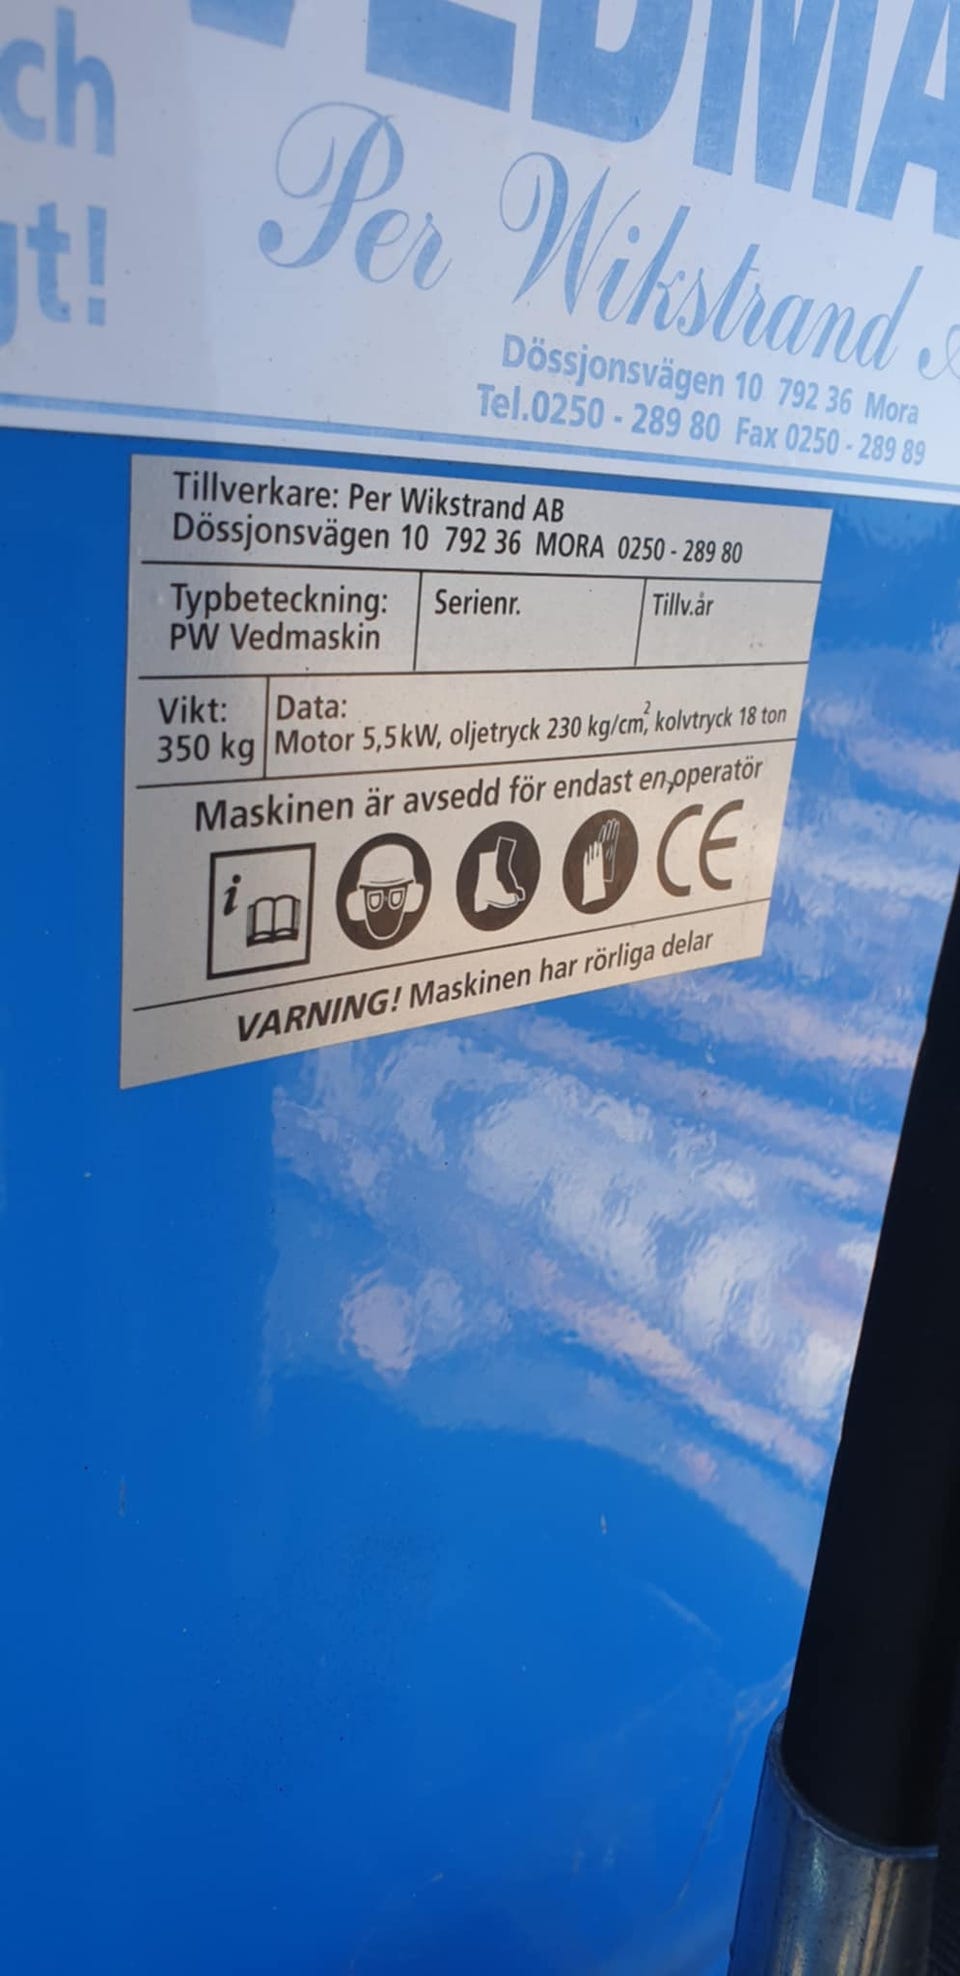 ch
gt!
VEDMA
Per Wikstrand
Dössjonsvägen 10 792 36 Mora
Tel.0250 - 289 80 Fax 0250 - 289 89
Tillverkare: Per Wikstrand AB
Dössjonsvägen 10 792 36 MORA 0250 - 289 80
Typbeteckning:
PW Vedmaskin
Serienr.
Tillv.år
Vikt:
350 kg
Data:
Motor 5,5kW, oljetryck 230 kg/cm², kolvtryck 18 ton
Maskinen är avsedd för endast en operatör
i
CE
VARNING! Maskinen har rörliga delar